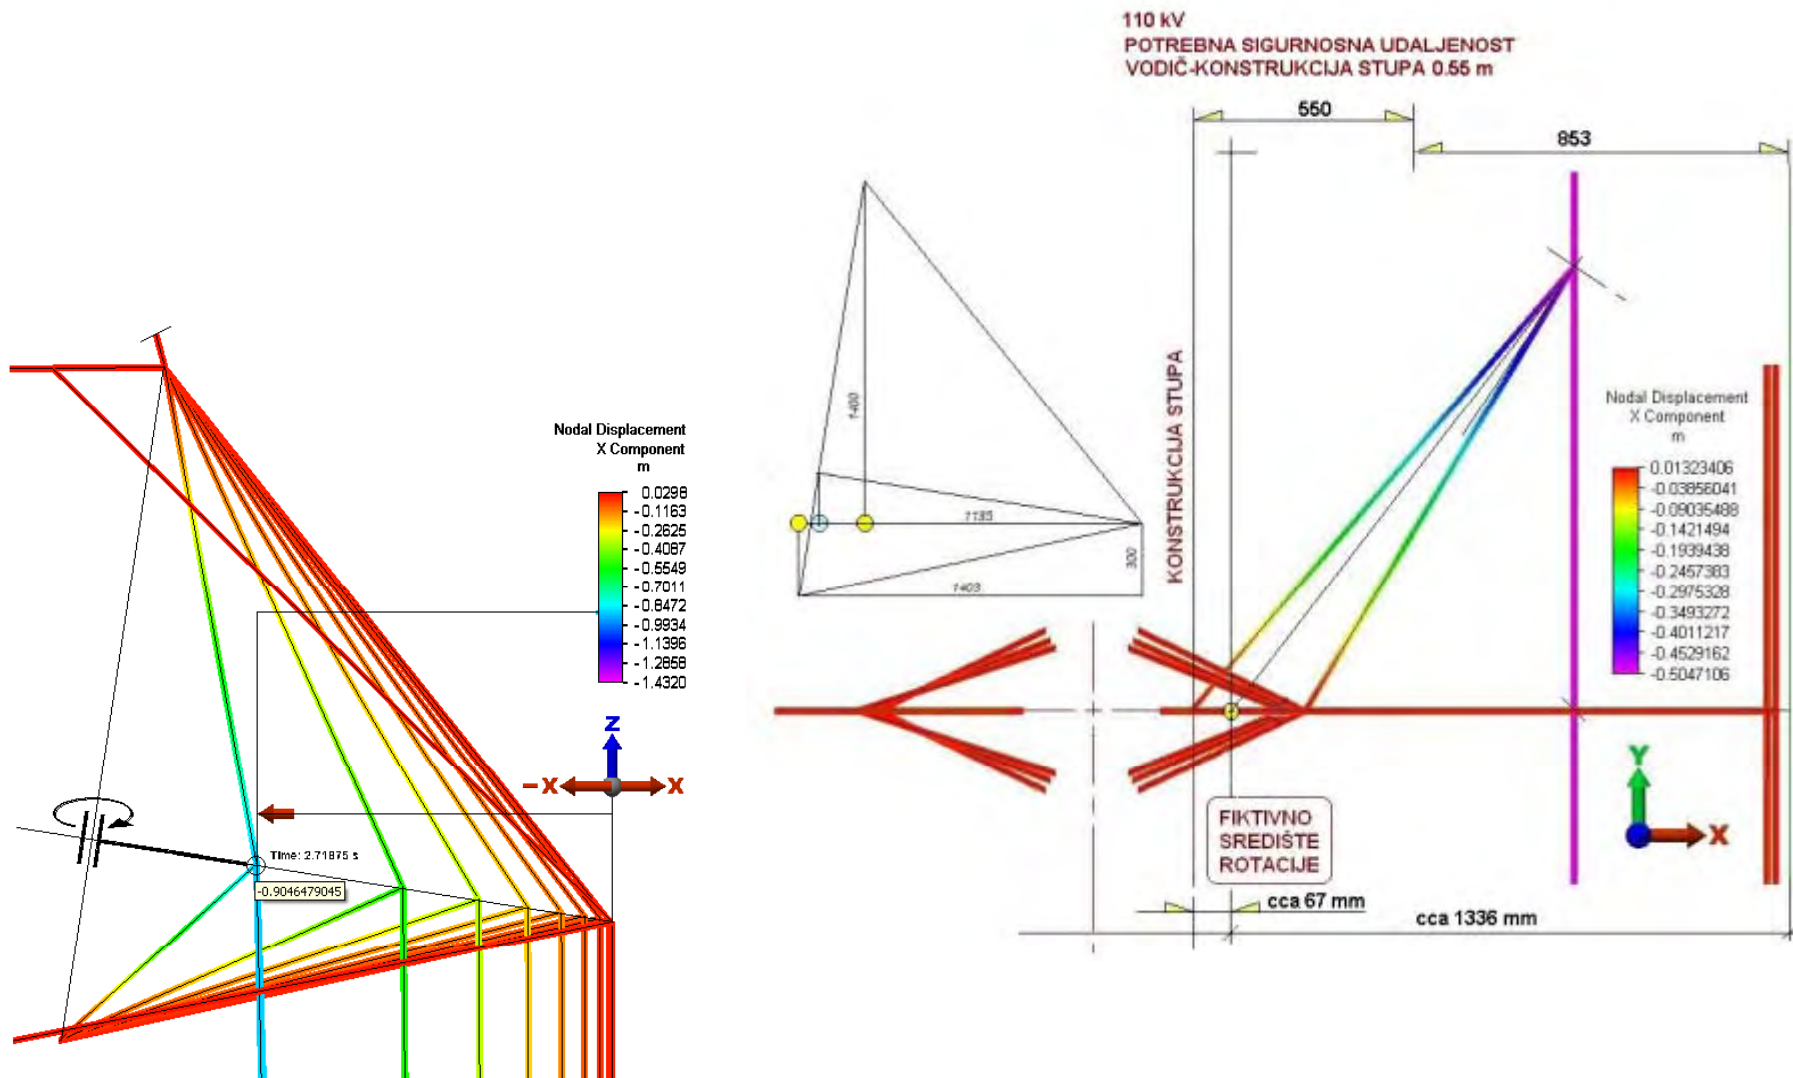 110 kV
POTREBNA SIGURNOSNA UDALJENOST
VODIČ-KONSTRUKCIJA STUPA 0.55 m
550
853
1400
1135
300
1403
KONSTRUKCIJA STUPA
Nodal Displacement
X Component
m
0.01323406
-0.03856041
-0.09035488
-0.1421494
-0.1939438
-0.2457383
-0.2975328
-0.3493272
-0.4011217
-0.4529162
-0.5047106
Nodal Displacement
X Component
m
0.0298
-0.1163
-0.2625
-0.4087
-0.5549
-0.7011
-0.8472
-0.9934
-1.1396
-1.2858
-1.4320
Z
-X
X
Time: 2.71875 s
-0.9046479045
Y
X
FIKTIVNO
SREDIŠTE
ROTACIJE
cca 67 mm
cca 1336 mm